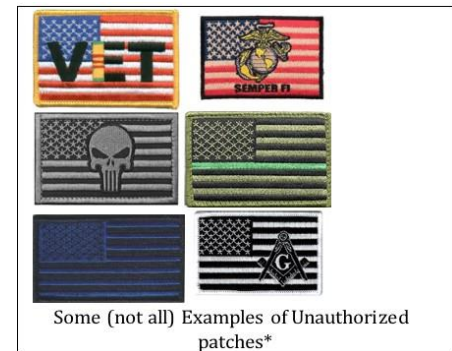 VET
SEMPER FI
G
Some (not all) Examples of Unauthorized
patches*